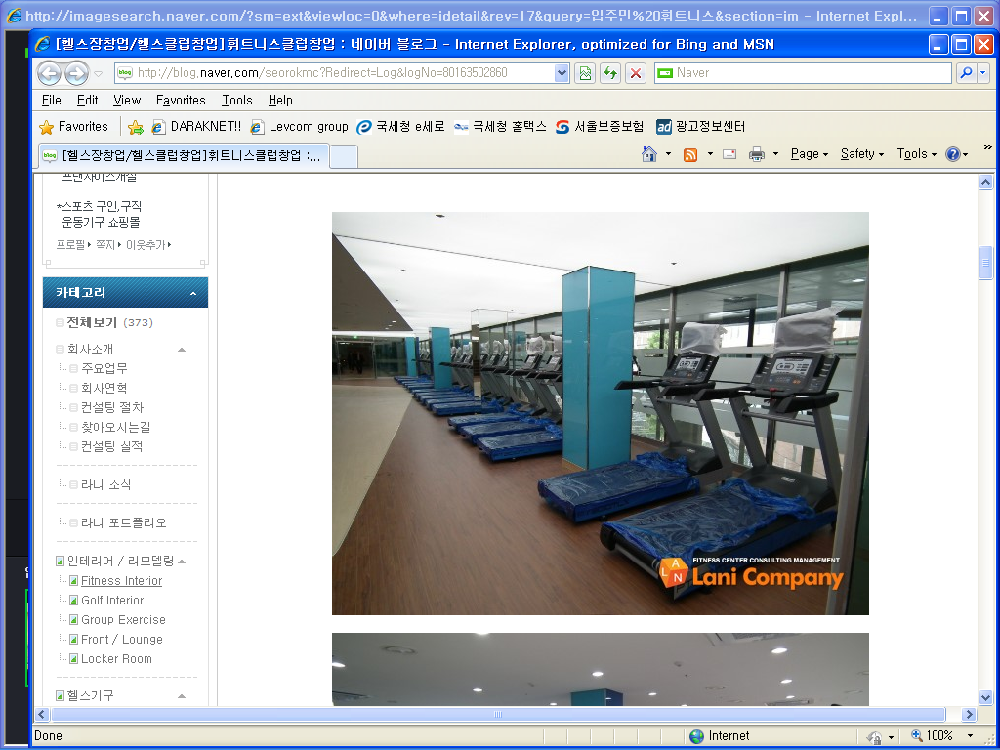 http://imagesearch.naver.com/?sm=ext&viewloc=0&where=idetail&rev=17&query=입주민%20휘트니스&section=im - Internet Expl...
[헬스장창업/헬스클럽창업]휘트니스클럽창업 : 네이버 블로그 - Internet Explorer, optimized for Bing and MSN
blog http://blog.naver.com/seorokmc?Redirect=Log&logNo=80163502860 Naver
File Edit View Favorites Tools Help
Favorites DARAKNET!! Levcom group 국세청 e세로 국세청 홈택스 서울보증보험! ad 광고정보센터
blog [헬스장창업/헬스클럽창업]휘트니스클럽창업 :... Page Safety Tools
프랜차이즈개설
*스포츠 구인,구직
운동기구 쇼핑몰
프로필 쪽지 이웃추가
카테고리
전체보기 (373)
회사소개
주요업무
회사연혁
컨설팅 절차
찾아오시는길
컨설팅 실적
라니 소식
라니 포트폴리오
인테리어 / 리모델링
Fitness Interior
Golf Interior
Group Exercise
Front / Lounge
Locker Room
헬스기구
LAN
FITNESS CENTER CONSULTING MANAGEMENT
Lani Company
Done Internet 100%